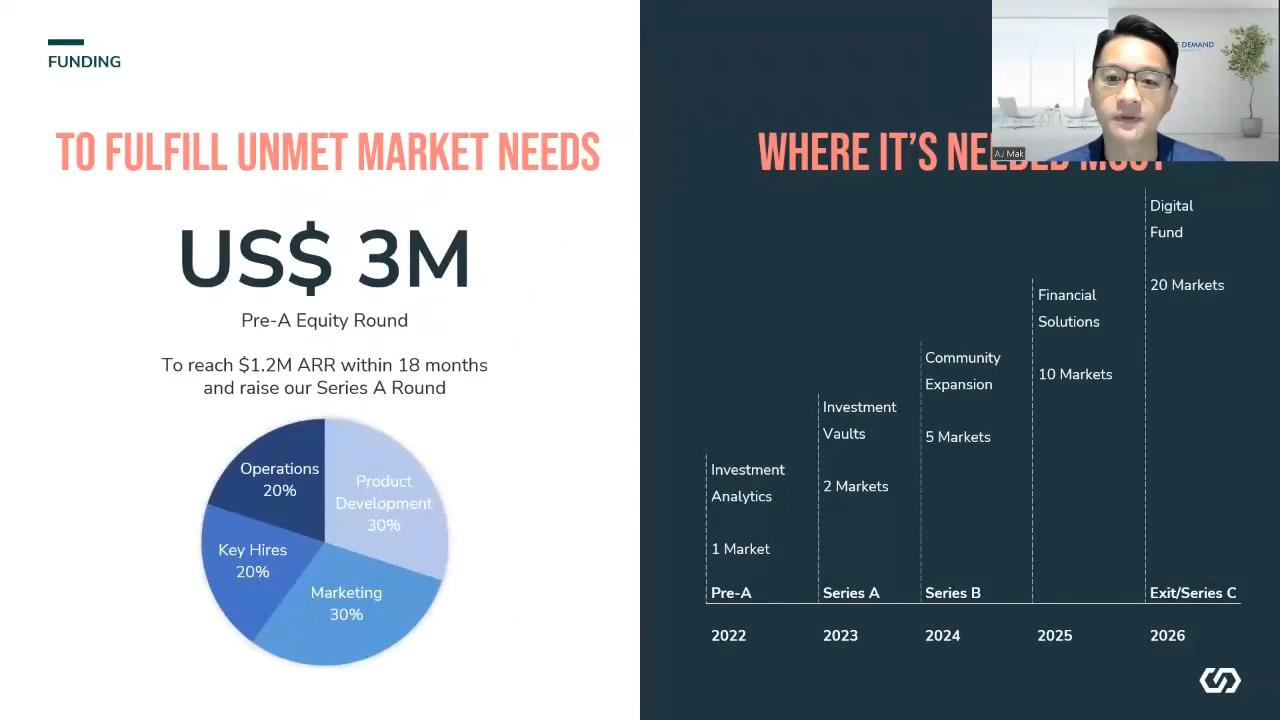 FUNDING
TO FULFILL UNMET MARKET NEEDS
US$ 3M
Pre-A Equity Round
To reach $1.2M ARR within 18 months
and raise our Series A Round
Operations
20%
Product
Development
30%
Key Hires
20%
Marketing
30%
WHERE IT'S NEEDED MOST
DEMAND
AJ Mak
Investment
Analytics
1 Market
Pre-A
2022
Investment
Vaults
2 Markets
Series A
2023
Community
Expansion
5 Markets
Series B
2024
Financial
Solutions
10 Markets
2025
Digital
Fund
20 Markets
Exit/Series C
2026